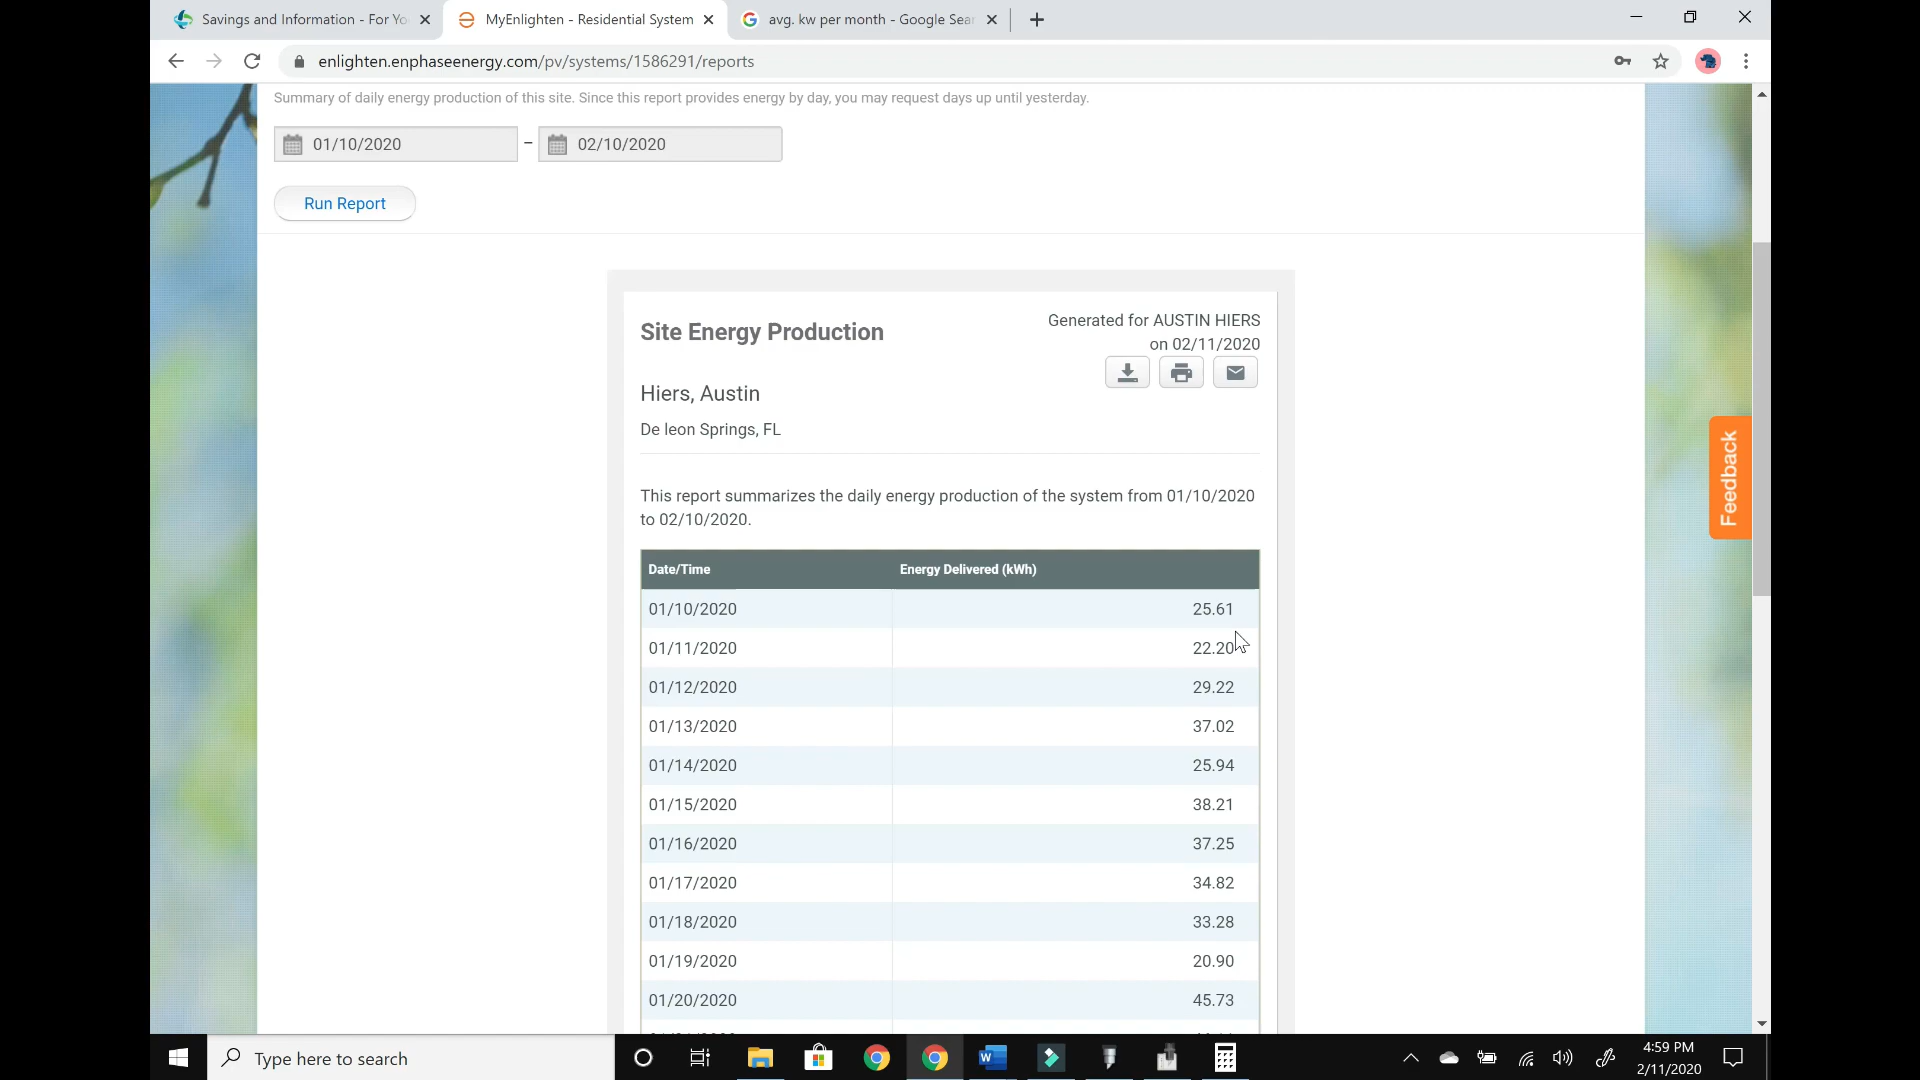 Savings and Information - For Yo
MyEnlighten - Residential System
avg. kw per month - Google Sear
enlighten.enphaseenergy.com/pv/systems/1586291/reports
Summary of daily energy production of this site. Since this report provides energy by day, you may request days up until yesterday.
01/10/2020 - 02/10/2020
Run Report
Site Energy Production
Generated for AUSTIN HIERS
on 02/11/2020
Hiers, Austin
De leon Springs, FL
Feedback
This report summarizes the daily energy production of the system from 01/10/2020
to 02/10/2020.
Date/Time Energy Delivered (kWh)
01/10/2020 25.61
01/11/2020 22.20
01/12/2020 29.22
01/13/2020 37.02
01/14/2020 25.94
01/15/2020 38.21
01/16/2020 37.25
01/17/2020 34.82
01/18/2020 33.28
01/19/2020 20.90
01/20/2020 45.73
Type here to search
4:59 PM
2/11/2020